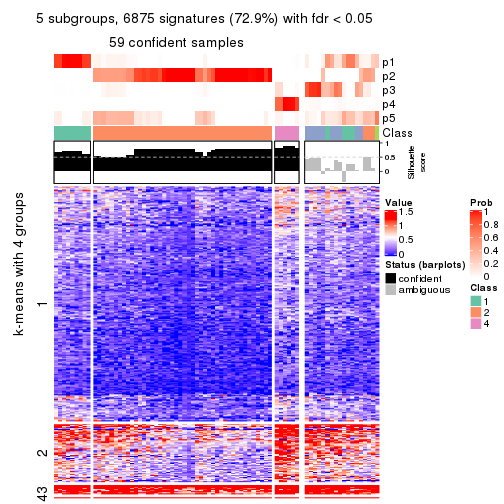 5 subgroups, 6875 signatures (72.9%) with fdr < 0.05
59 confident samples
p1
p2
p3
p4
p5
Class
1
0.5
0
Silhouette
score
k-means with 4 groups
1
2
43
Value
1.5
1
0.5
0
Status (barplots)
confident
ambiguous
Prob
1
0.8
0.6
0.4
0.2
0
Class
1
2
4